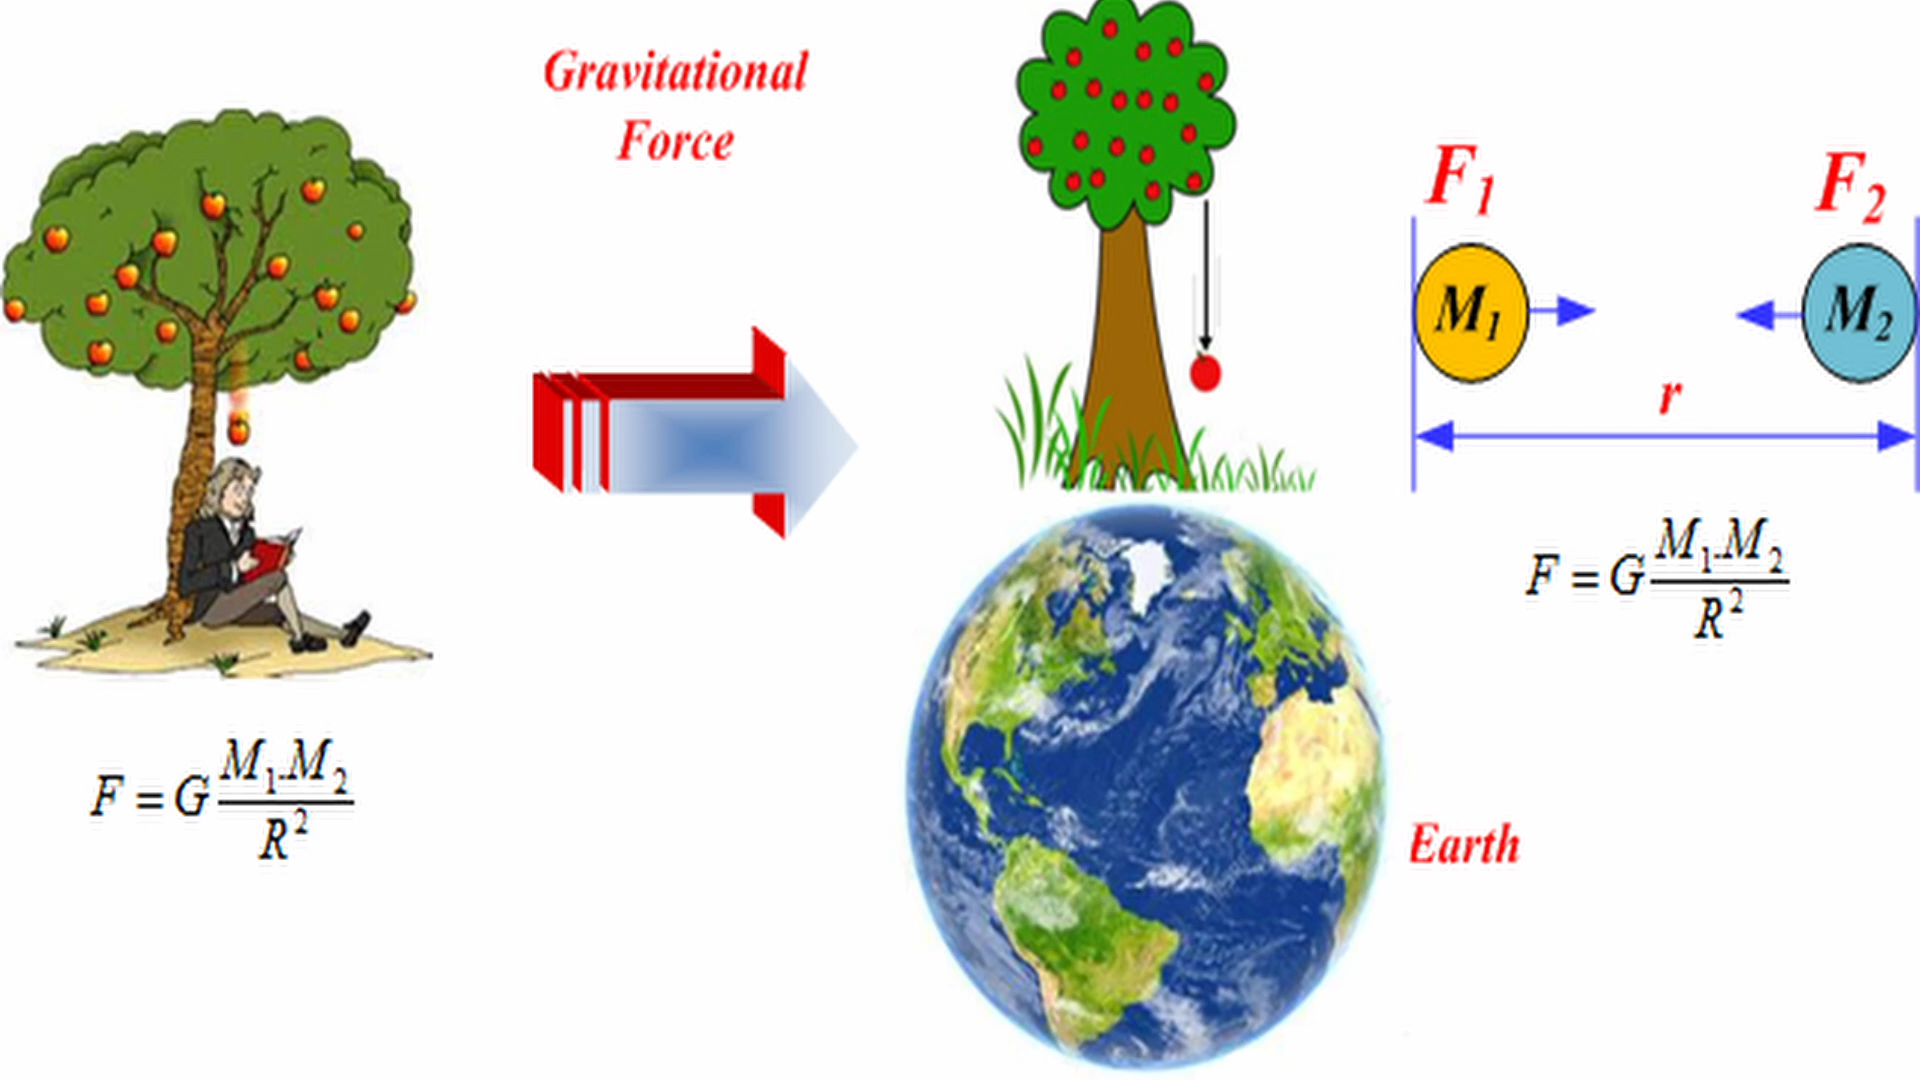 Gravitational
Force
F₁
F₂
M₁
M₂
r
F = G M₁.M₂ / R²
F = G M₁.M₂ / R²
Earth